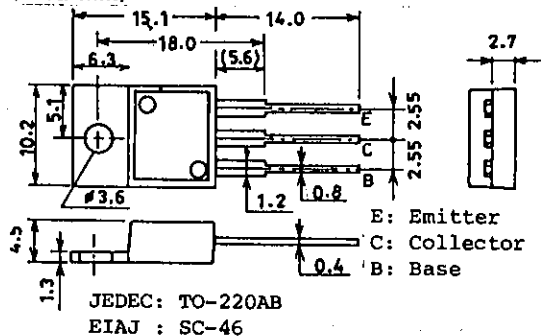 15.1
14.0
18.0
2.7
6.3
(5.6)
5.1
10.2
E
2.55
C
2.55
B
ø3.6
1.2
0.8
E: Emitter
C: Collector
B: Base
4.5
1.3
0.4
JEDEC: TO-220AB
EIAJ : SC-46